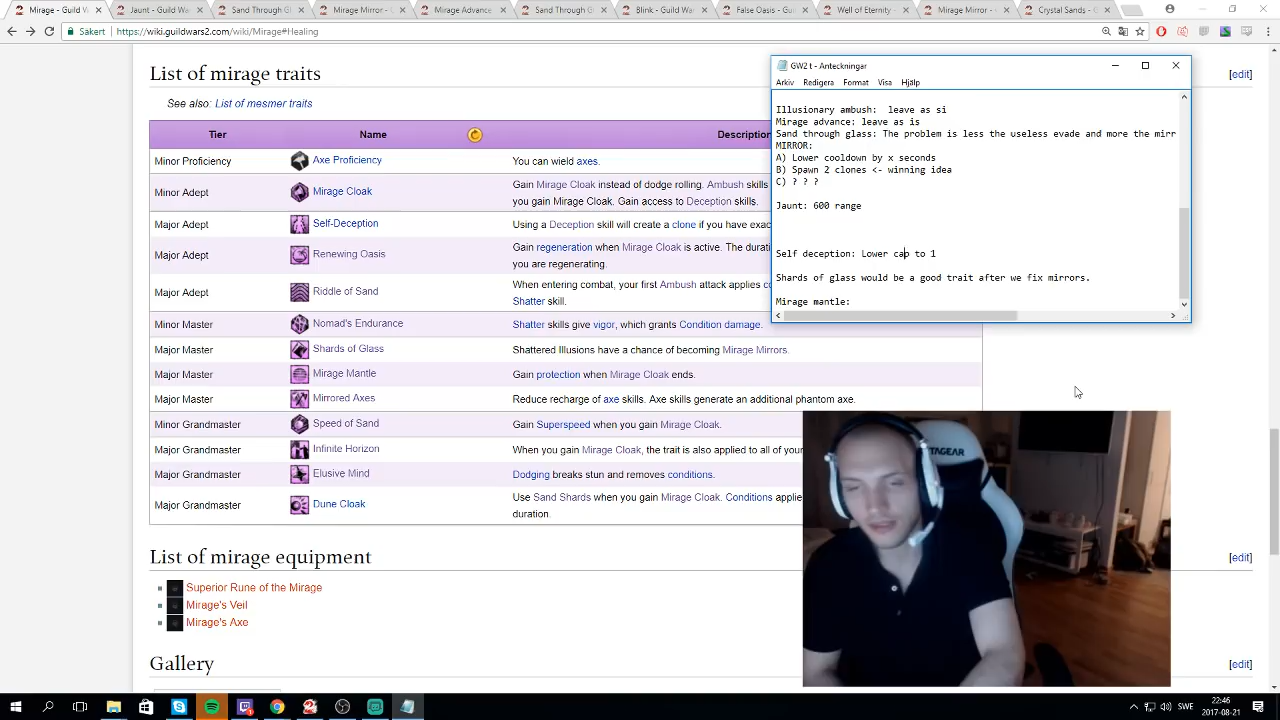 Mirage - Guild Wa
Jaunt - Guild War
Sand Through Gl
Mirage Mirror -
Mirage Advance
Sand Through Gl
Blink - Guild Wa
False Oasis - Guil
Well of Eternity
Mirage Mirror -
Crystal Sands - G
Säkert
https://wiki.guildwars2.com/wiki/Mirage#Healing
List of mirage traits
[edit]
See also: List of mesmer traits
Tier Name Description
Minor Proficiency Axe Proficiency You can wield axes.
Minor Adept Mirage Cloak Gain Mirage Cloak instead of dodge rolling. Ambush skills
you gain Mirage Cloak. Gain access to Deception skills.
Major Adept Self-Deception Using a Deception skill will create a clone if you have exac
Major Adept Renewing Oasis Gain regeneration when Mirage Cloak is active. The durati
you are regenerating.
Major Adept Riddle of Sand When entering combat, your first Ambush attack applies co
Shatter skill.
Minor Master Nomad's Endurance Shatter skills give vigor, which grants Condition damage.
Major Master Shards of Glass Shattered Illusions have a chance of becoming Mirage Mirrors.
Major Master Mirage Mantle Gain protection when Mirage Cloak ends.
Major Master Mirrored Axes Reduce recharge of axe skills. Axe skills generate an additional phantom axe.
Minor Grandmaster Speed of Sand Gain Superspeed when you gain Mirage Cloak.
Major Grandmaster Infinite Horizon When you gain Mirage Cloak, the trait is also applied to all of your
Major Grandmaster Elusive Mind Dodging breaks stun and removes conditions.
Major Grandmaster Dune Cloak Use Sand Shards when you gain Mirage Cloak. Conditions applie
duration.
List of mirage equipment
[edit]
Superior Rune of the Mirage
Mirage's Veil
Mirage's Axe
Gallery
[edit]
GW2 t - Anteckningar
Arkiv Redigera Format Visa Hjälp
Illusionary ambush:  leave as si
Mirage advance: leave as is
Sand through glass: The problem is less the useless evade and more the mirr
MIRROR:
A) Lower cooldown by x seconds
B) Spawn 2 clones <- winning idea
C) ? ? ?
Jaunt: 600 range
Self deception: Lower cap to 1
Shards of glass would be a good trait after we fix mirrors.
Mirage mantle:
SWE
22:46
2017-08-21